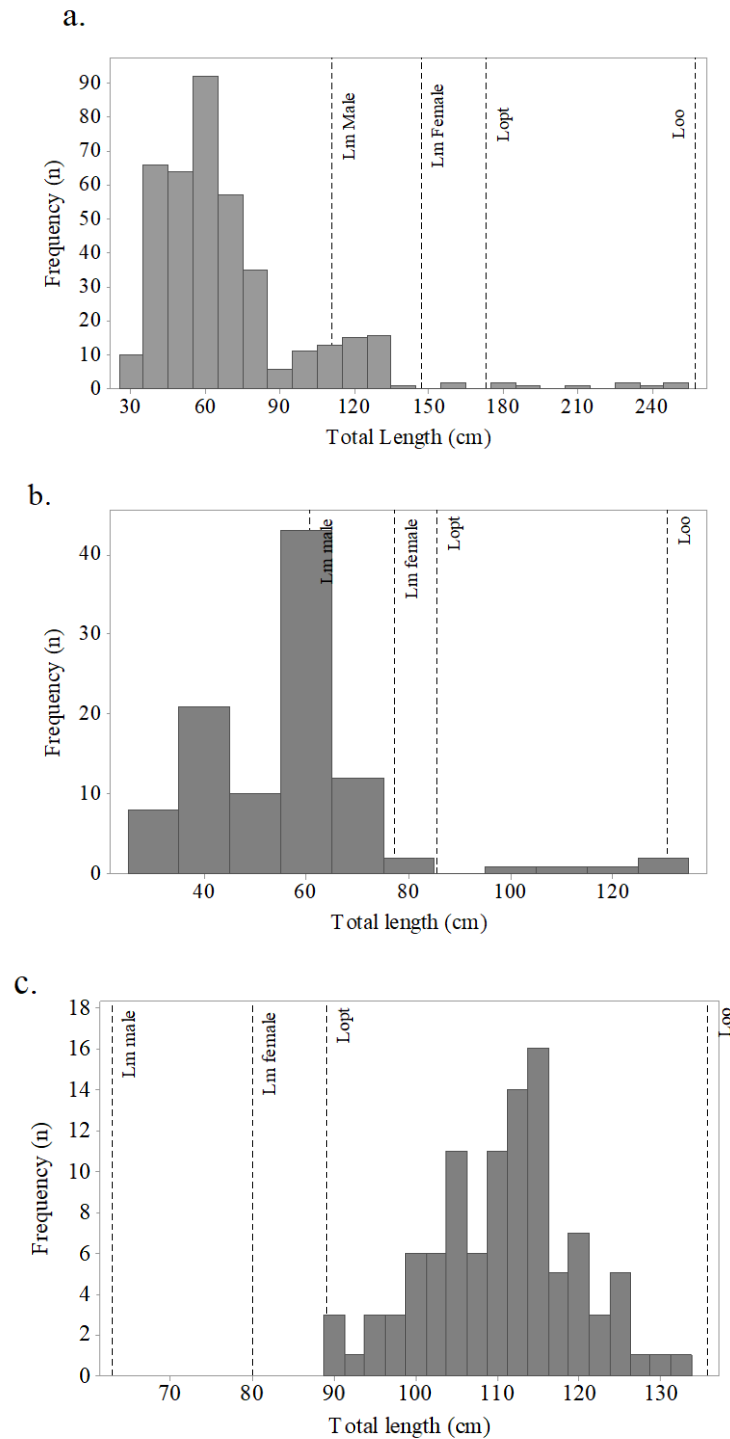 a.
Frequency (n)
90
80
70
60
50
40
30
20
10
0
Lm Male
Lm Female
Lopt
Loo
30 60 90 120 150 180 210 240
Total Length (cm)
b.
Frequency (n)
40
30
20
10
0
Lm male
Lm female
Lopt
Loo
40 60 80 100 120
Total length (cm)
c.
Frequency (n)
18
16
14
12
10
8
6
4
2
0
Lm male
Lm female
Lopt
Loo
70 80 90 100 110 120 130
Total length (cm)